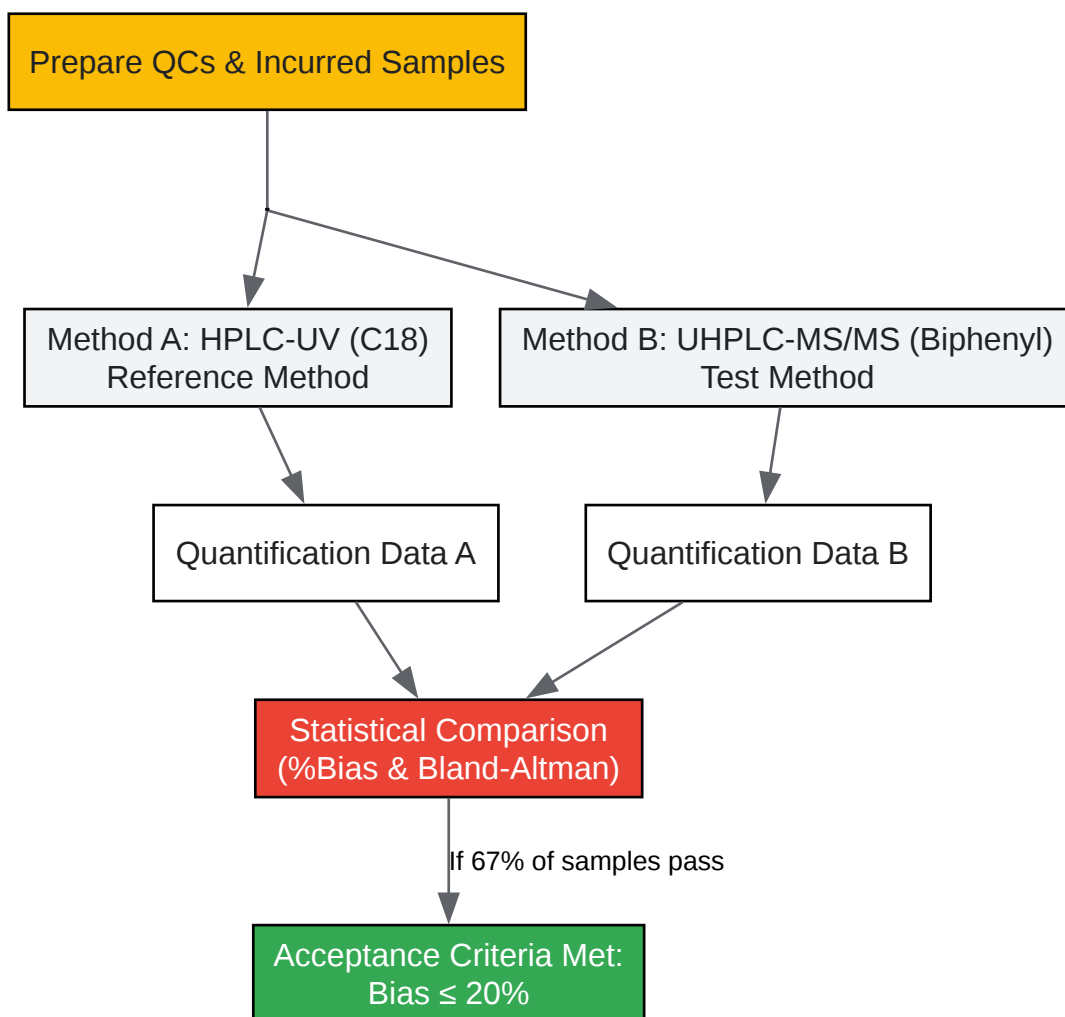 Prepare QCs & Incurred Samples
Method A: HPLC-UV (C18)
Reference Method
Method B: UHPLC-MS/MS (Biphenyl)
Test Method
Quantification Data A
Quantification Data B
Statistical Comparison
(%Bias & Bland-Altman)
If 67% of samples pass
Acceptance Criteria Met:
Bias ≤ 20%